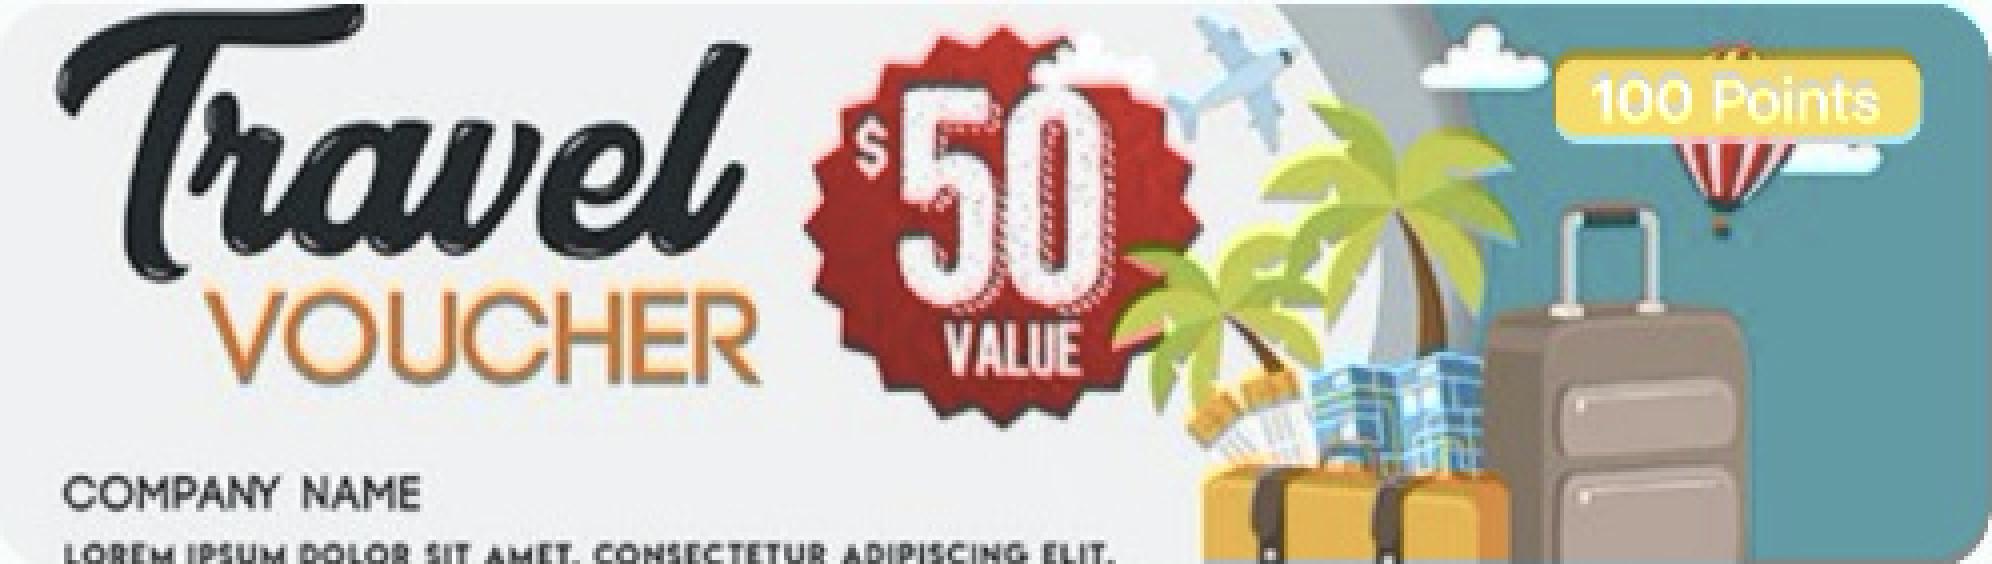 Travel
VOUCHER
$50
VALUE
100 Points
COMPANY NAME
LOREM IPSUM DOLOR SIT AMET, CONSECTETUR ADIPISCING ELIT.